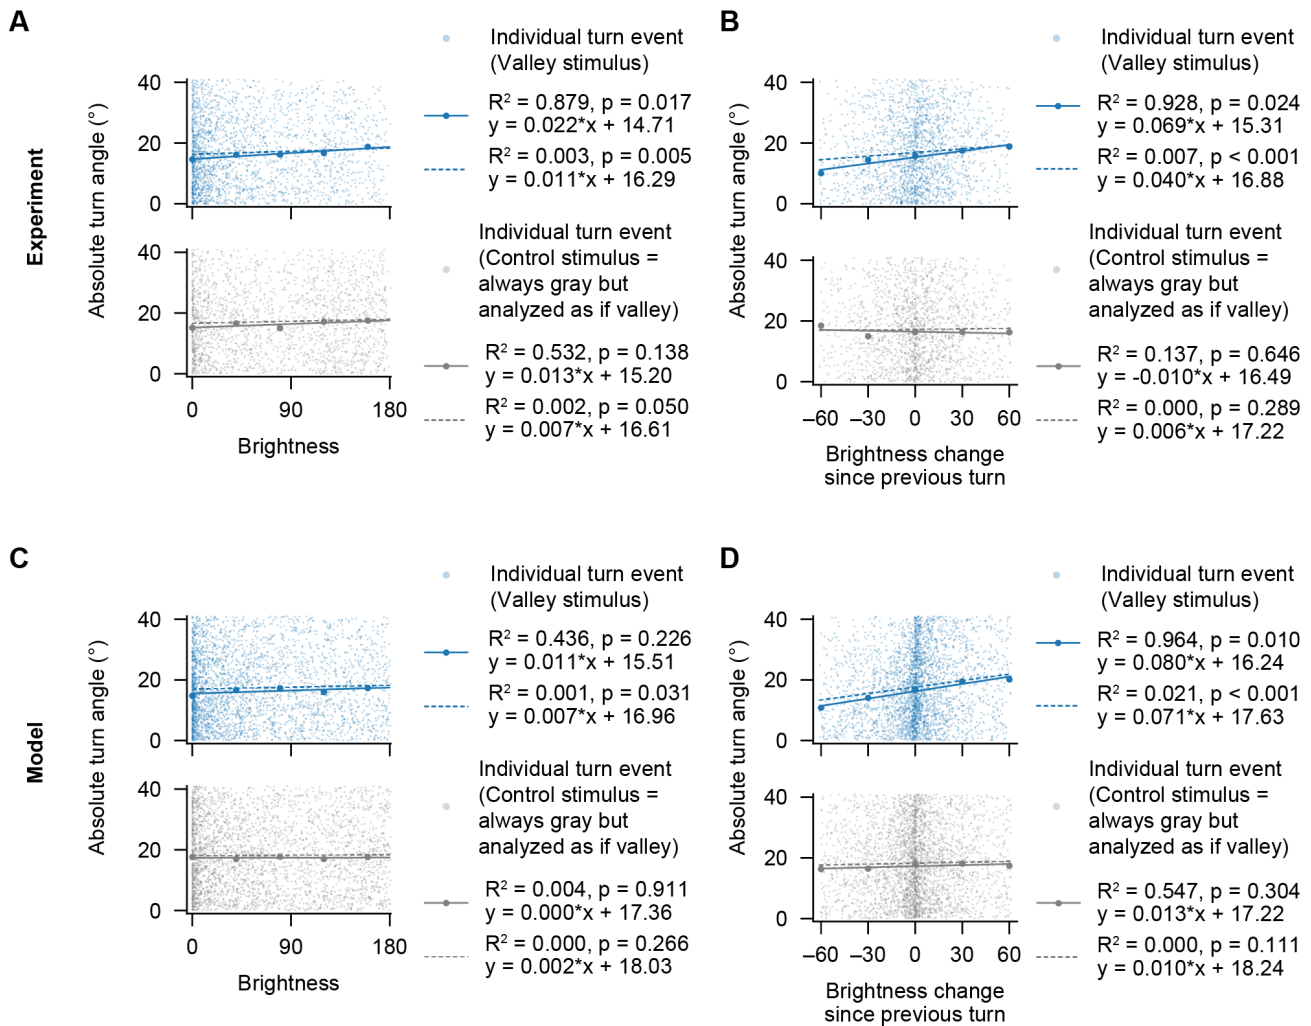 A
Experiment
Absolute turn angle (°)
40
20
0
40
20
0
0
90
180
Brightness
Individual turn event
(Valley stimulus)
R² = 0.879, p = 0.017
y = 0.022*x + 14.71
R² = 0.003, p = 0.005
y = 0.011*x + 16.29
Individual turn event
(Control stimulus =
always gray but
analyzed as if valley)
R² = 0.532, p = 0.138
y = 0.013*x + 15.20
R² = 0.002, p = 0.050
y = 0.007*x + 16.61
B
Absolute turn angle (°)
40
20
0
40
20
0
–60
–30
0
30
60
Brightness change
since previous turn
Individual turn event
(Valley stimulus)
R² = 0.928, p = 0.024
y = 0.069*x + 15.31
R² = 0.007, p < 0.001
y = 0.040*x + 16.88
Individual turn event
(Control stimulus =
always gray but
analyzed as if valley)
R² = 0.137, p = 0.646
y = -0.010*x + 16.49
R² = 0.000, p = 0.289
y = 0.006*x + 17.22
C
Model
Absolute turn angle (°)
40
20
0
40
20
0
0
90
180
Brightness
Individual turn event
(Valley stimulus)
R² = 0.436, p = 0.226
y = 0.011*x + 15.51
R² = 0.001, p = 0.031
y = 0.007*x + 16.96
Individual turn event
(Control stimulus =
always gray but
analyzed as if valley)
R² = 0.004, p = 0.911
y = 0.000*x + 17.36
R² = 0.000, p = 0.266
y = 0.002*x + 18.03
D
Absolute turn angle (°)
40
20
0
40
20
0
–60
–30
0
30
60
Brightness change
since previous turn
Individual turn event
(Valley stimulus)
R² = 0.964, p = 0.010
y = 0.080*x + 16.24
R² = 0.021, p < 0.001
y = 0.071*x + 17.63
Individual turn event
(Control stimulus =
always gray but
analyzed as if valley)
R² = 0.547, p = 0.304
y = 0.013*x + 17.22
R² = 0.000, p = 0.111
y = 0.010*x + 18.24